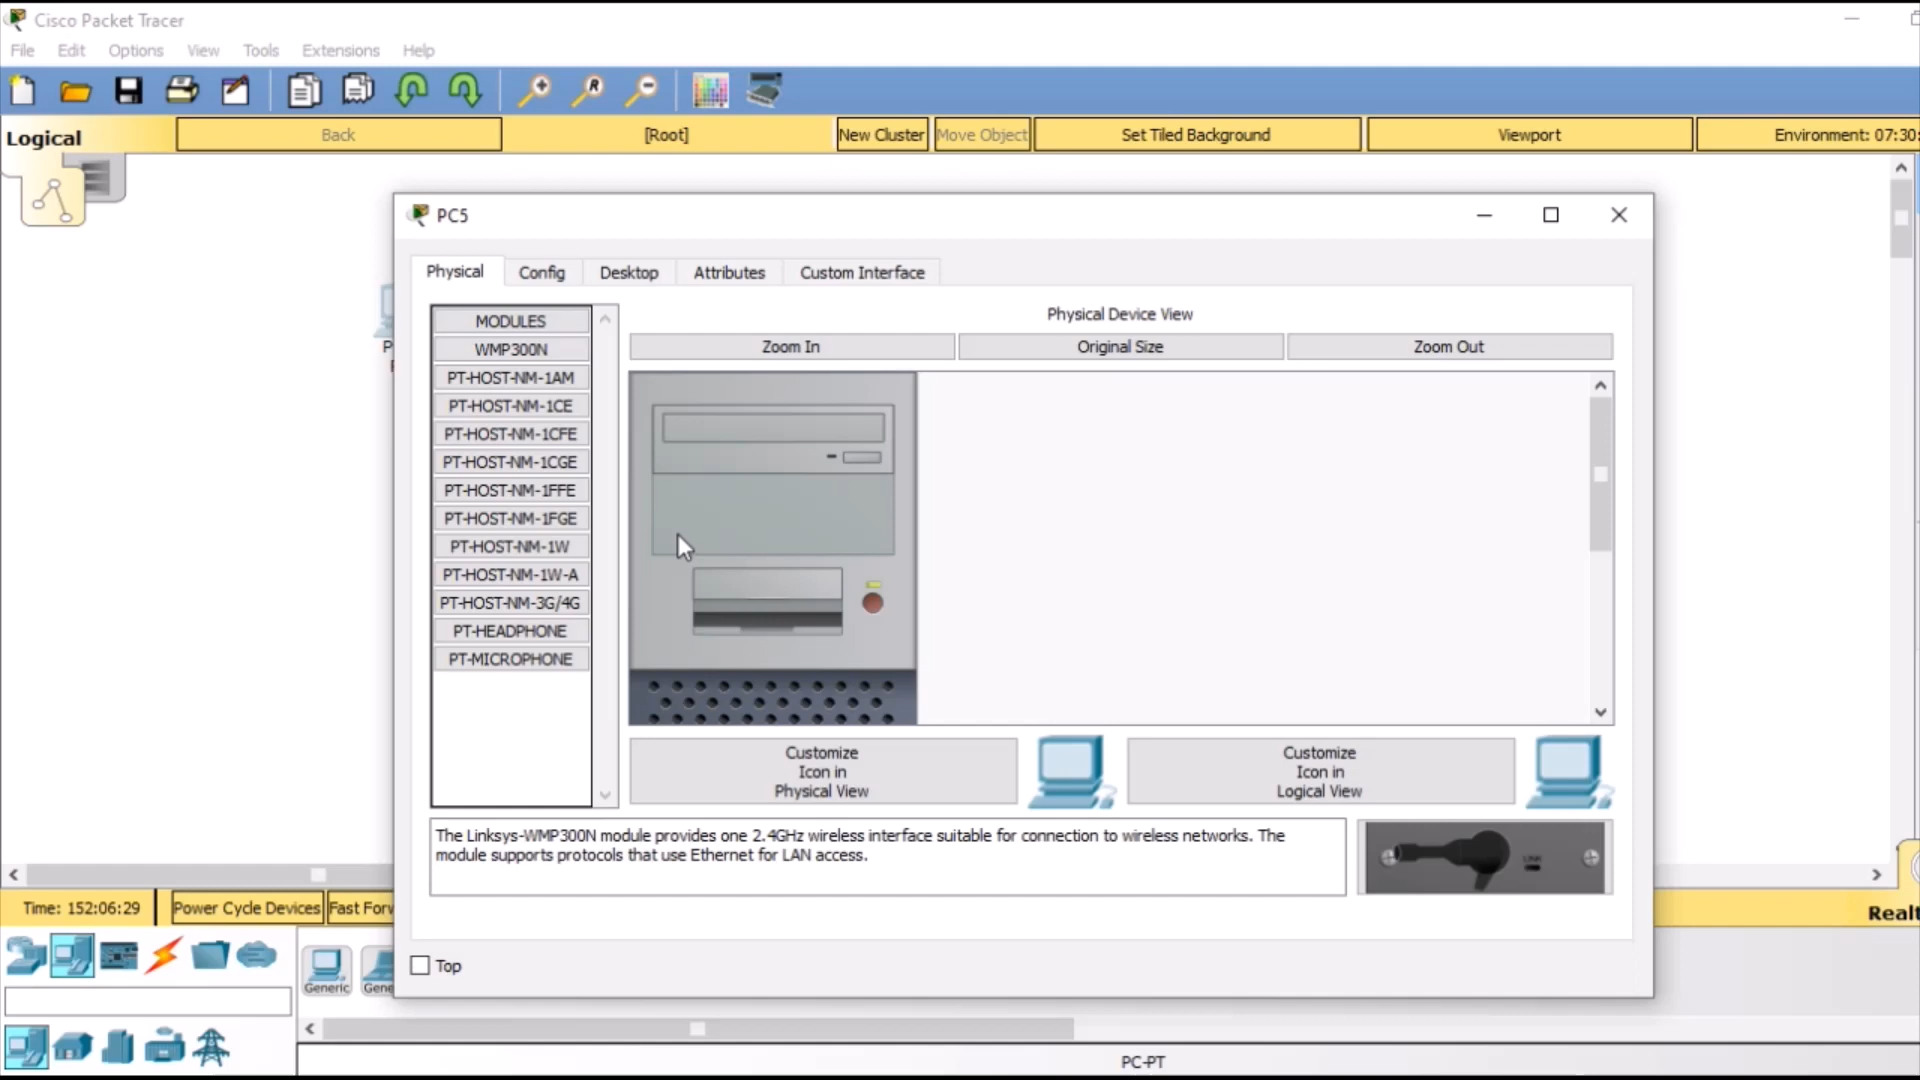 Cisco Packet Tracer
File Edit Options View Tools Extensions Help
R
Logical Back [Root] New Cluster Move Object Set Tiled Background Viewport Environment: 07:30:
PC5
Physical Config Desktop Attributes Custom Interface
MODULES
WMP300N
PT-HOST-NM-1AM
PT-HOST-NM-1CE
PT-HOST-NM-1CFE
PT-HOST-NM-1CGE
PT-HOST-NM-1FFE
PT-HOST-NM-1FGE
PT-HOST-NM-1W
PT-HOST-NM-1W-A
PT-HOST-NM-3G/4G
PT-HEADPHONE
PT-MICROPHONE
Physical Device View
Zoom In Original Size Zoom Out
Customize
Icon in
Physical View
Customize
Icon in
Logical View
The Linksys-WMP300N module provides one 2.4GHz wireless interface suitable for connection to wireless networks. The
module supports protocols that use Ethernet for LAN access.
LINK
Top
P
Time: 152:06:29 Power Cycle Devices Fast Forw
Realt
Generic Gene
PC-PT